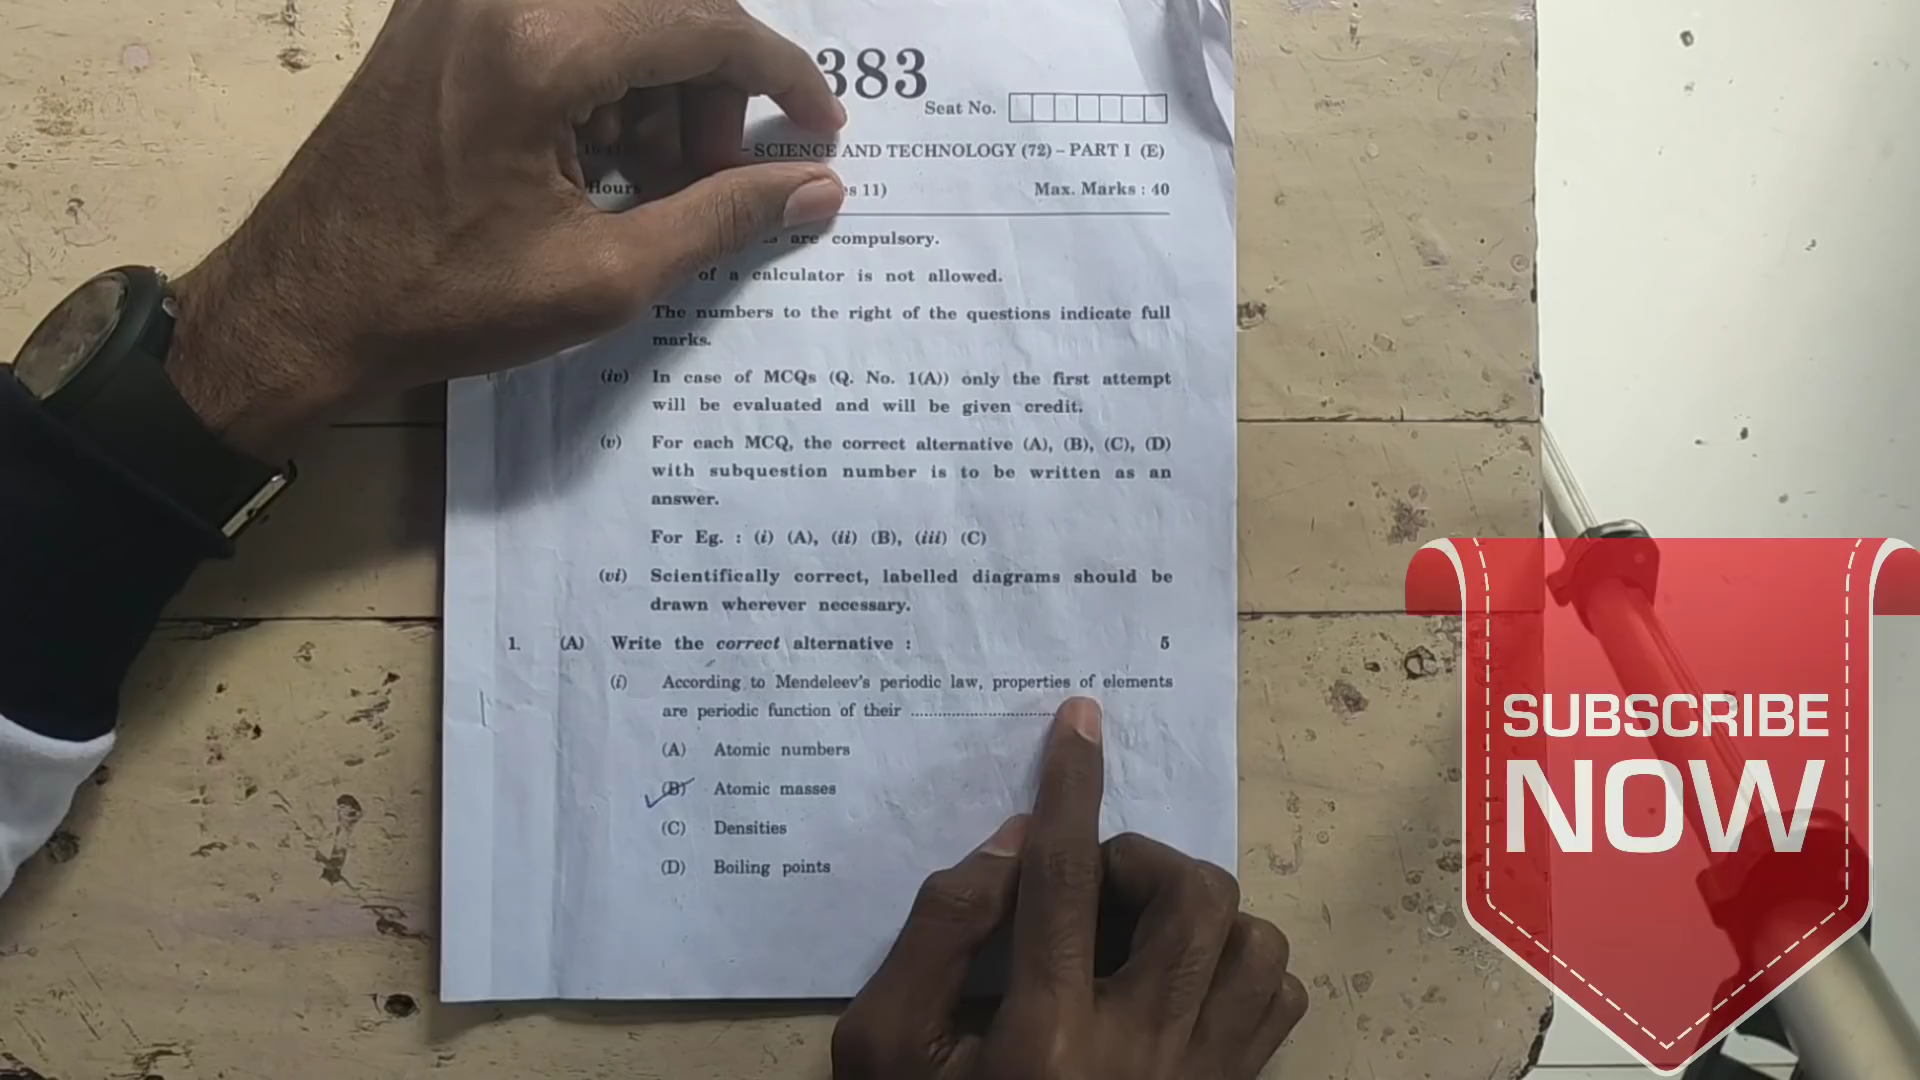 383
Seat No.
– SCIENCE AND TECHNOLOGY (72) – PART I (E)
Hours 11) Max. Marks : 40
are compulsory.
of a calculator is not allowed.
The numbers to the right of the questions indicate full
marks.
(iv) In case of MCQs (Q. No. 1(A)) only the first attempt
will be evaluated and will be given credit.
(v) For each MCQ, the correct alternative (A), (B), (C), (D)
with subquestion number is to be written as an
answer.
For Eg. : (i) (A), (ii) (B), (iii) (C)
(vi) Scientifically correct, labelled diagrams should be
drawn wherever necessary.
1. (A) Write the correct alternative : 5
(i) According to Mendeleev's periodic law, properties of elements
are periodic function of their ................................
(A) Atomic numbers
(B) Atomic masses
(C) Densities
(D) Boiling points
SUBSCRIBE
NOW